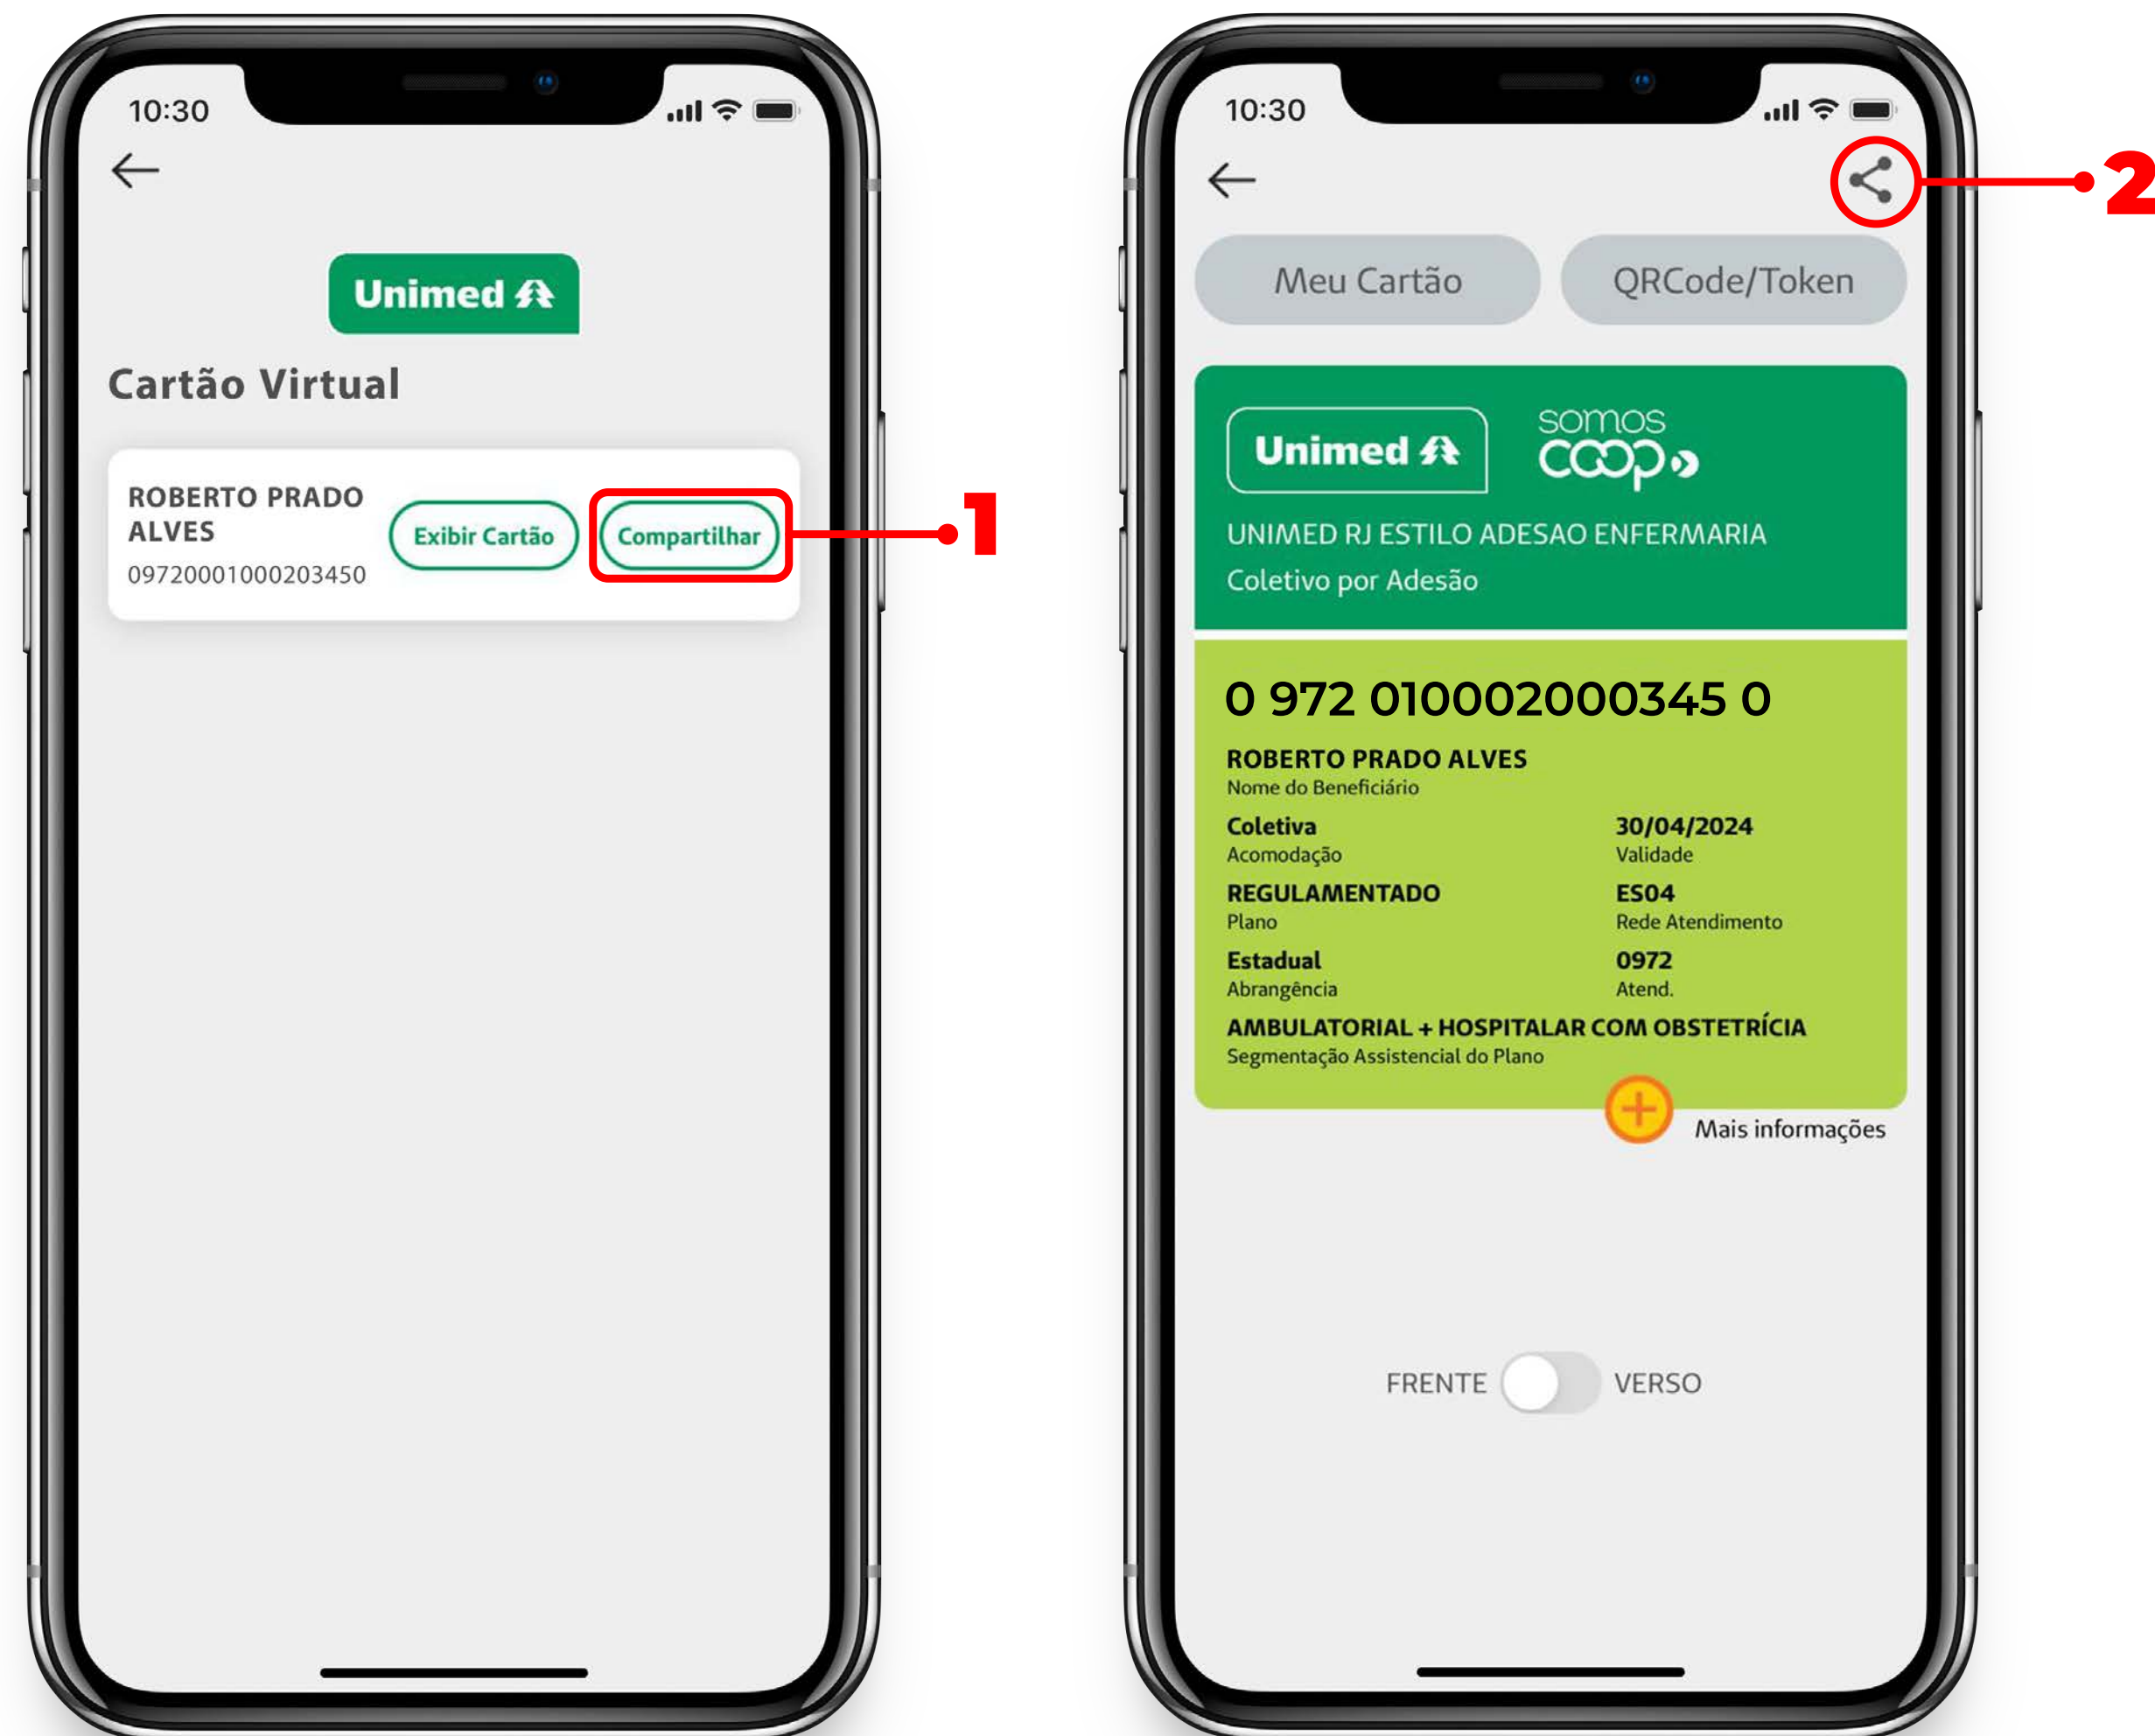 10:30
Unimed
Cartão Virtual
ROBERTO PRADO
ALVES
09720001000203450
Exibir Cartão
Compartilhar
1
10:30
2
Meu Cartão
QRCode/Token
Unimed
somos
coop
UNIMED RJ ESTILO ADESAO ENFERMARIA
Coletivo por Adesão
0 972 010002000345 0
ROBERTO PRADO ALVES
Nome do Beneficiário
Coletiva
Acomodação
30/04/2024
Validade
REGULAMENTADO
Plano
ES04
Rede Atendimento
Estadual
Abrangência
0972
Atend.
AMBULATORIAL + HOSPITALAR COM OBSTETRÍCIA
Segmentação Assistencial do Plano
Mais informações
FRENTE
VERSO